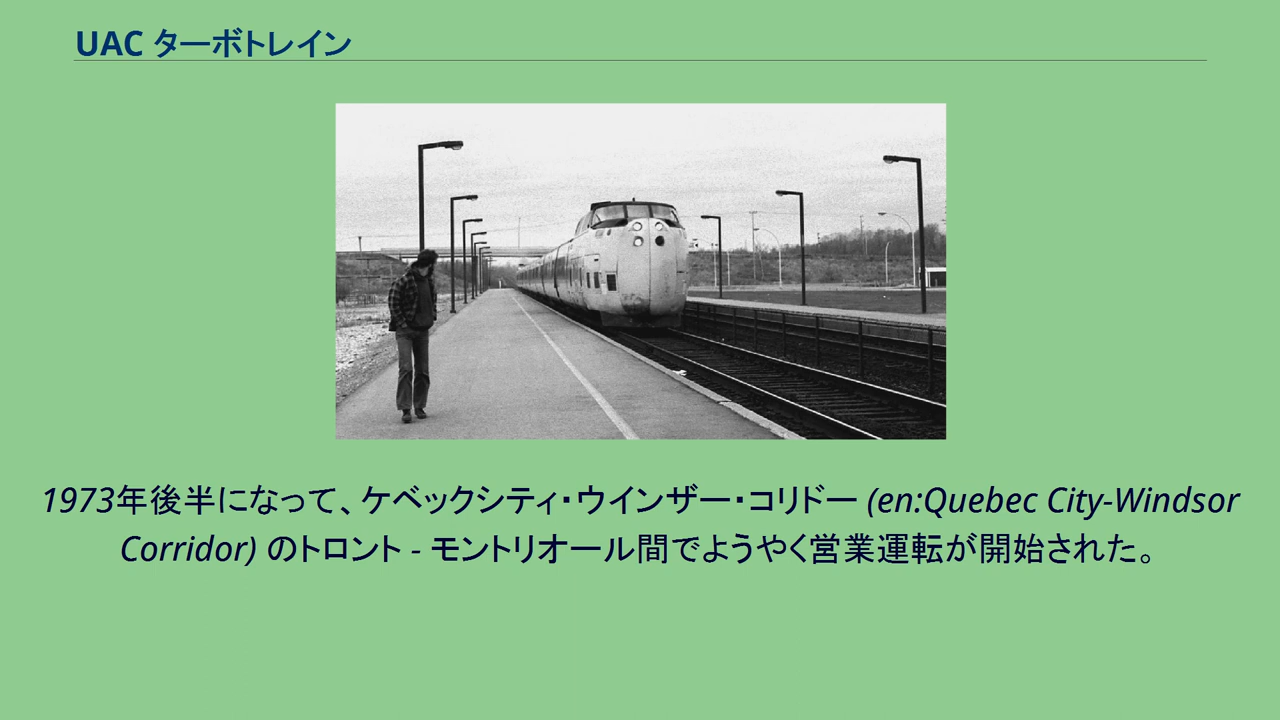 UAC ターボトレイン
1973年後半になって、ケベックシティ・ウインザー・コリドー (en:Quebec City-Windsor
Corridor) のトロント - モントリオール間でようやく営業運転が開始された。